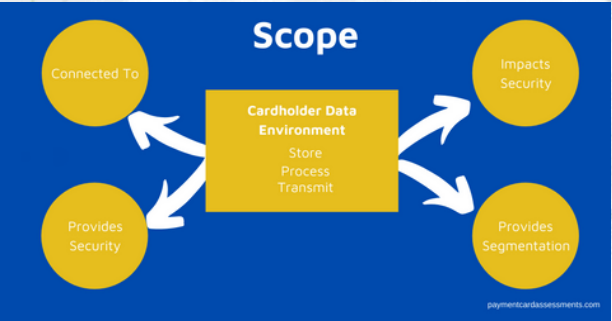 Scope
Connected To
Impacts
Security
Cardholder Data
Environment
Store
Process
Transmit
Provides
Security
Provides
Segmentation
paymentcardassessments.com